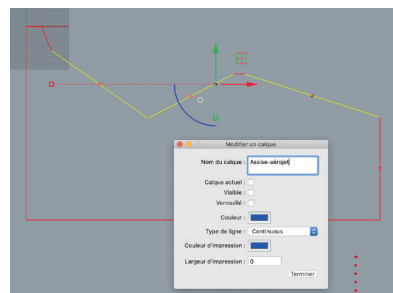 Modifier un calque
Nom du calque : Assise-aérojet
Calque actuel :
Visible :
Verrouillé :
Couleur :
Type de ligne : Continuous
Couleur d'impression :
Largeur d'impression : 0
Terminer